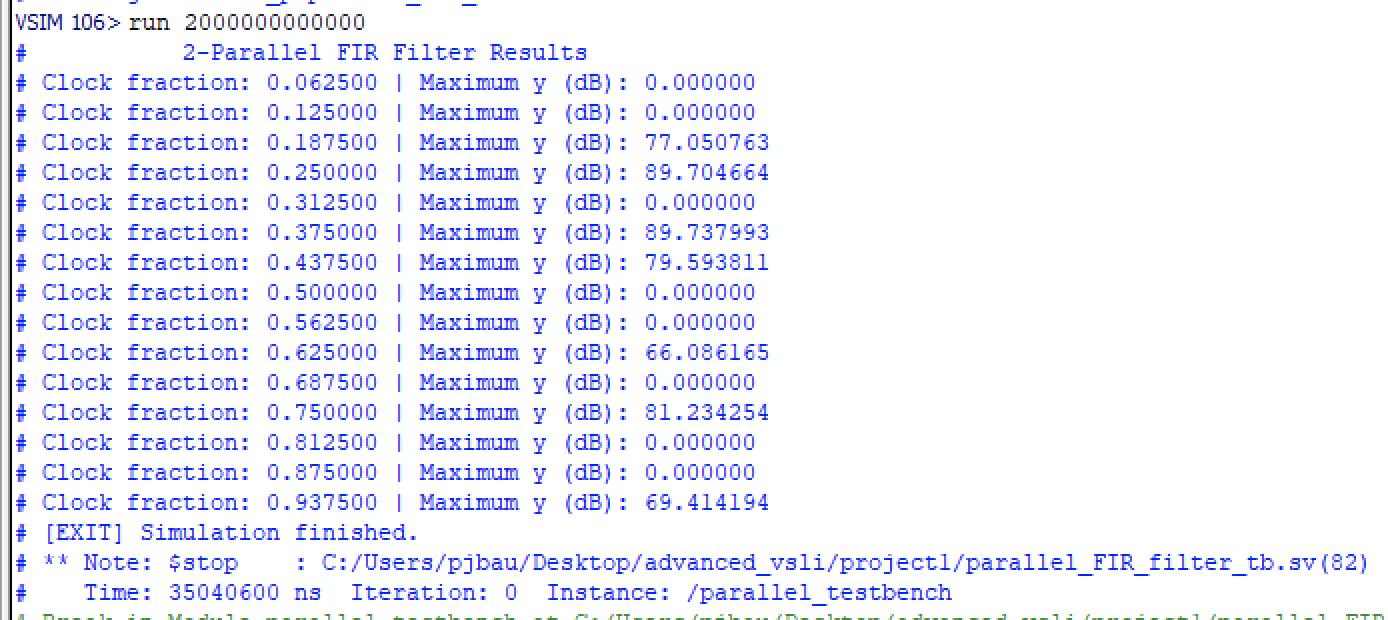 VSIM 106> run 2000000000000
# 2-Parallel FIR Filter Results
# Clock fraction: 0.062500 | Maximum y (dB): 0.000000
# Clock fraction: 0.125000 | Maximum y (dB): 0.000000
# Clock fraction: 0.187500 | Maximum y (dB): 77.050763
# Clock fraction: 0.250000 | Maximum y (dB): 89.704664
# Clock fraction: 0.312500 | Maximum y (dB): 0.000000
# Clock fraction: 0.375000 | Maximum y (dB): 89.737993
# Clock fraction: 0.437500 | Maximum y (dB): 79.593811
# Clock fraction: 0.500000 | Maximum y (dB): 0.000000
# Clock fraction: 0.562500 | Maximum y (dB): 0.000000
# Clock fraction: 0.625000 | Maximum y (dB): 66.086165
# Clock fraction: 0.687500 | Maximum y (dB): 0.000000
# Clock fraction: 0.750000 | Maximum y (dB): 81.234254
# Clock fraction: 0.812500 | Maximum y (dB): 0.000000
# Clock fraction: 0.875000 | Maximum y (dB): 0.000000
# Clock fraction: 0.937500 | Maximum y (dB): 69.414194
# [EXIT] Simulation finished.
# ** Note: $stop : C:/Users/pjbau/Desktop/advanced_vsli/project1/parallel_FIR_filter_tb.sv(82)
# Time: 35040600 ns Iteration: 0 Instance: /parallel_testbench